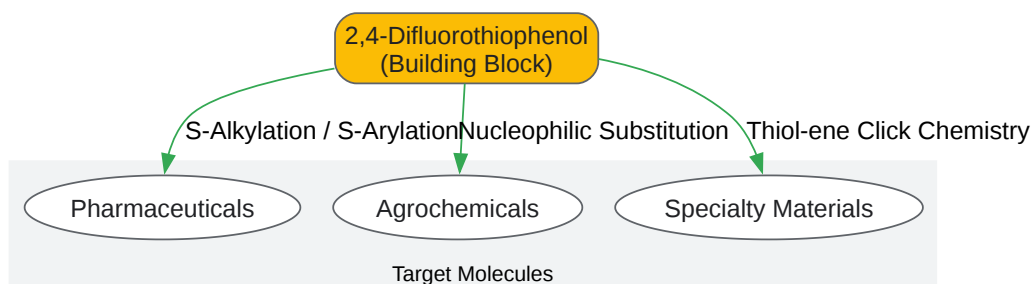 2,4-Difluorothiophenol
(Building Block)
S-Alkylation / S-Arylation
Nucleophilic Substitution
Thiol-ene Click Chemistry
Pharmaceuticals
Agrochemicals
Specialty Materials
Target Molecules